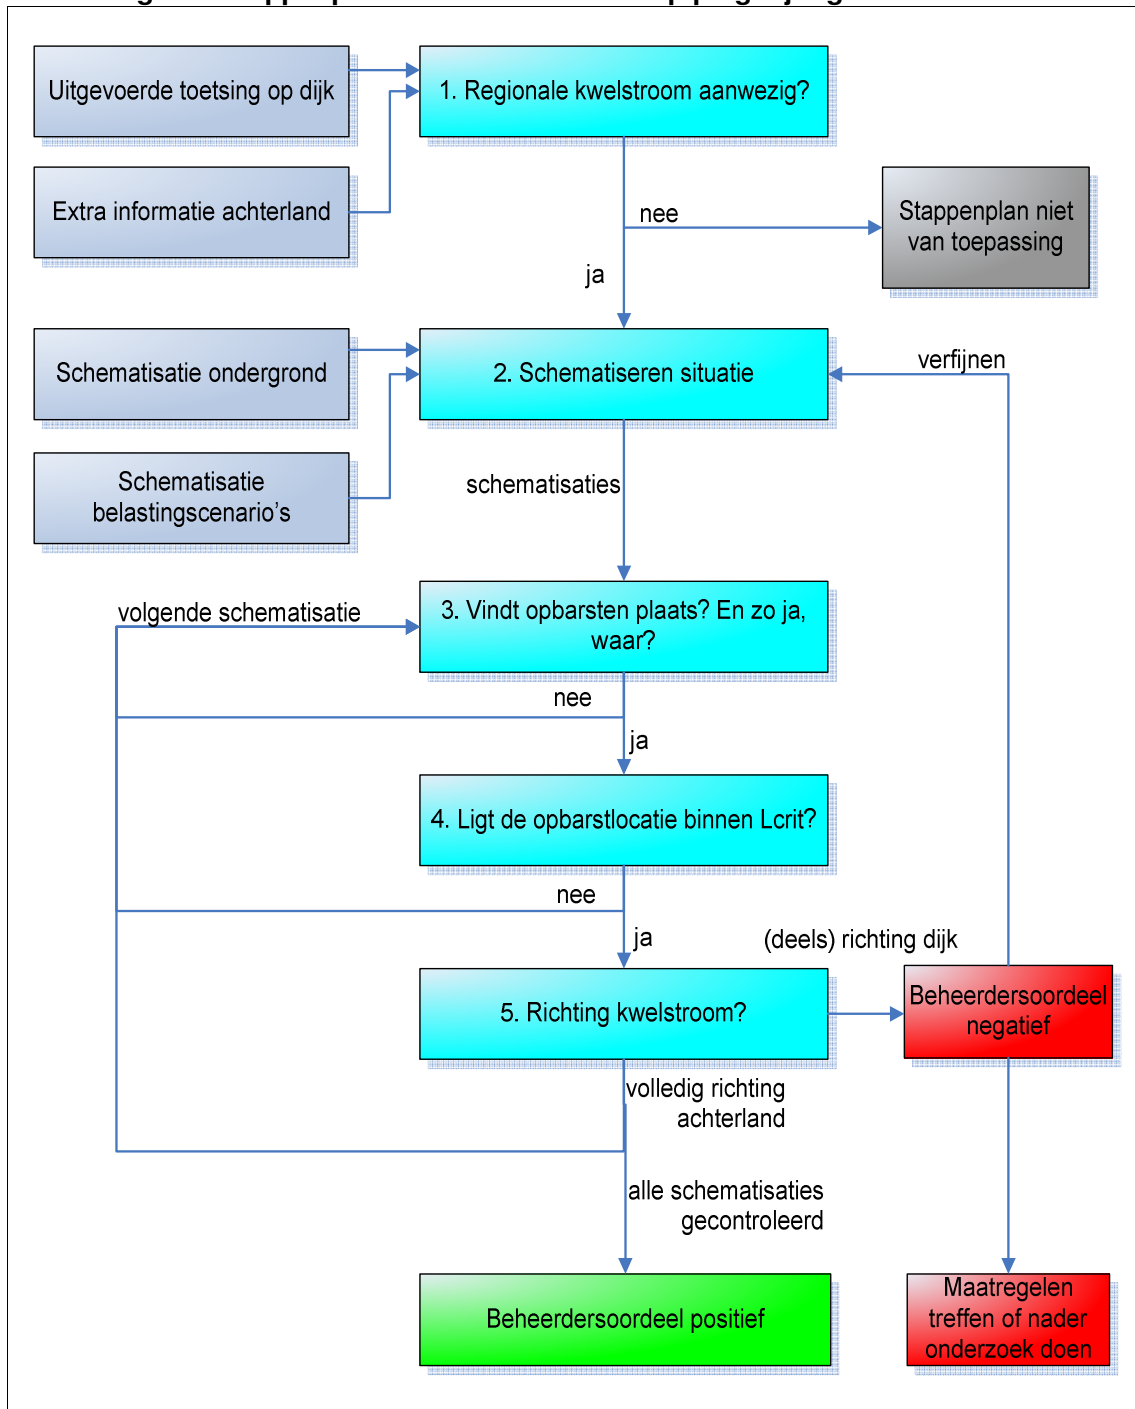 Uitgevoerde toetsing op dijk
1. Regionale kwelstroom aanwezig?
Extra informatie achterland
nee
Stappenplan niet
van toepassing
ja
Schematisatie ondergrond
2. Schematiseren situatie
verfijnen
Schematisatie
belastingscenario's
schematisaties
volgende schematisatie
3. Vindt opbarsten plaats? En zo ja,
waar?
nee
ja
4. Ligt de opbarstlocatie binnen Lcrit?
nee
ja
(deels) richting dijk
5. Richting kwelstroom?
Beheerdersoordeel
negatief
volledig richting
achterland
alle schematisaties
gecontroleerd
Beheerdersoordeel positief
Maatregelen
treffen of nader
onderzoek doen